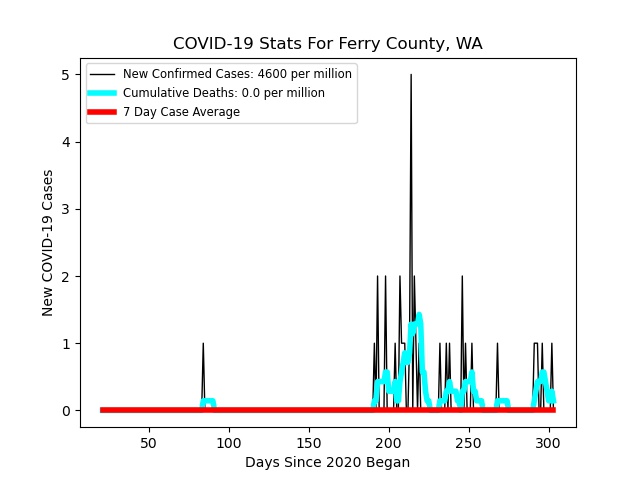 COVID-19 Stats For Ferry County, WA
New Confirmed Cases: 4600 per million
Cumulative Deaths: 0.0 per million
7 Day Case Average
New COVID-19 Cases
5
4
3
2
1
0
50 100 150 200 250 300
Days Since 2020 Began